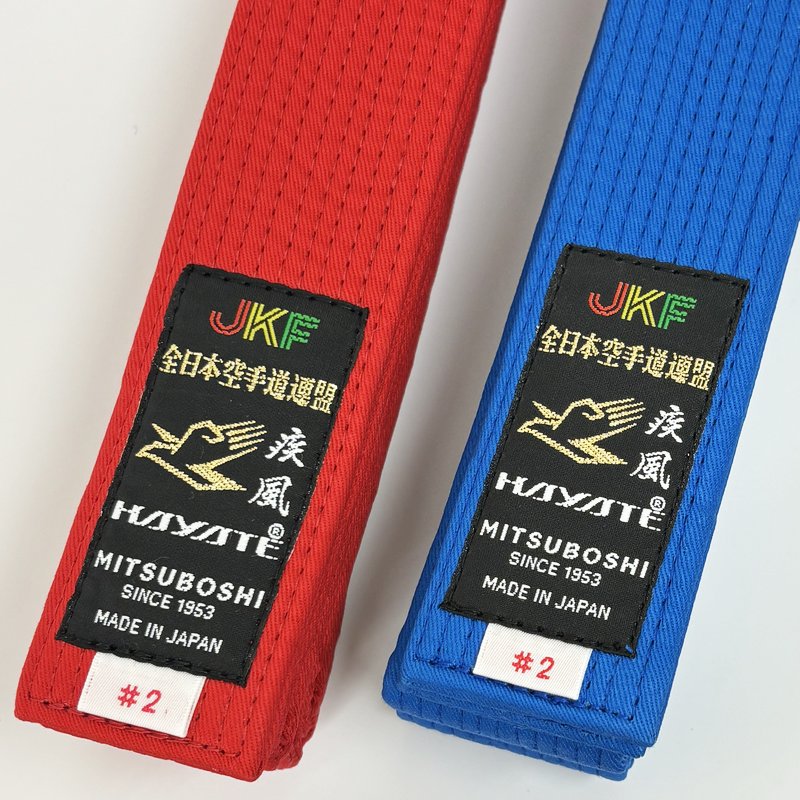 JKF
全日本空手道連盟
疾風
HAYATE®
MITSUBOSHI
SINCE 1953
MADE IN JAPAN
#2
JKF
全日本空手道連盟
疾風
HAYATE®
MITSUBOSHI
SINCE 1953
MADE IN JAPAN
#2